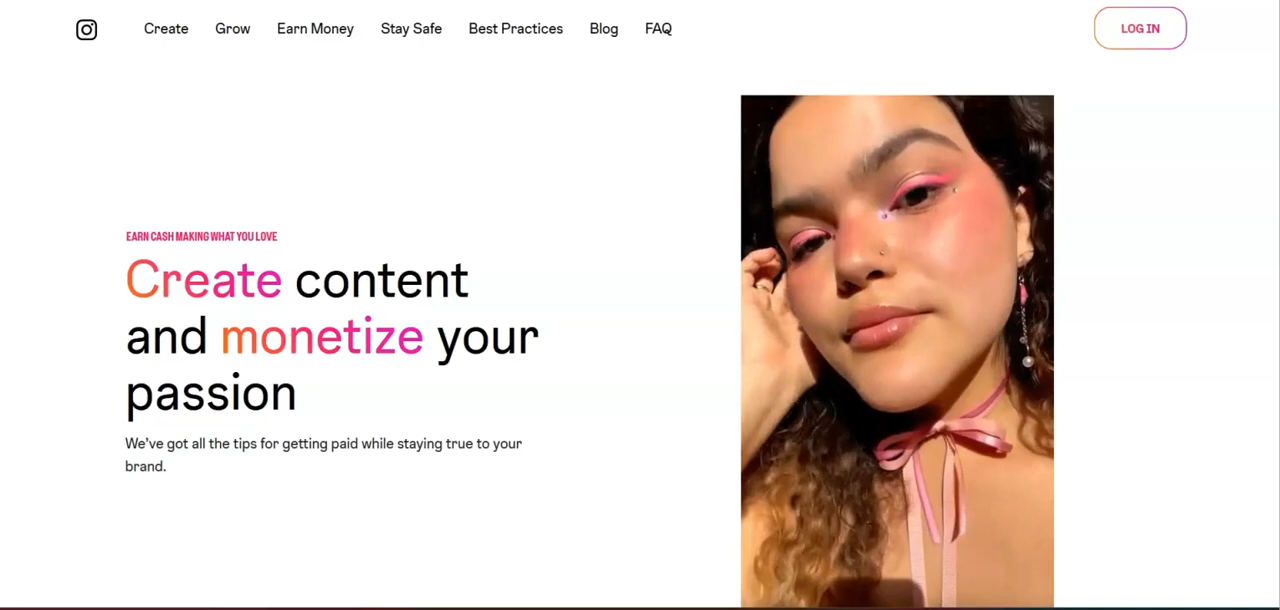 Create Grow Earn Money Stay Safe Best Practices Blog FAQ LOG IN
EARN CASH MAKING WHAT YOU LOVE
Create content
and monetize your
passion
We've got all the tips for getting paid while staying true to your
brand.